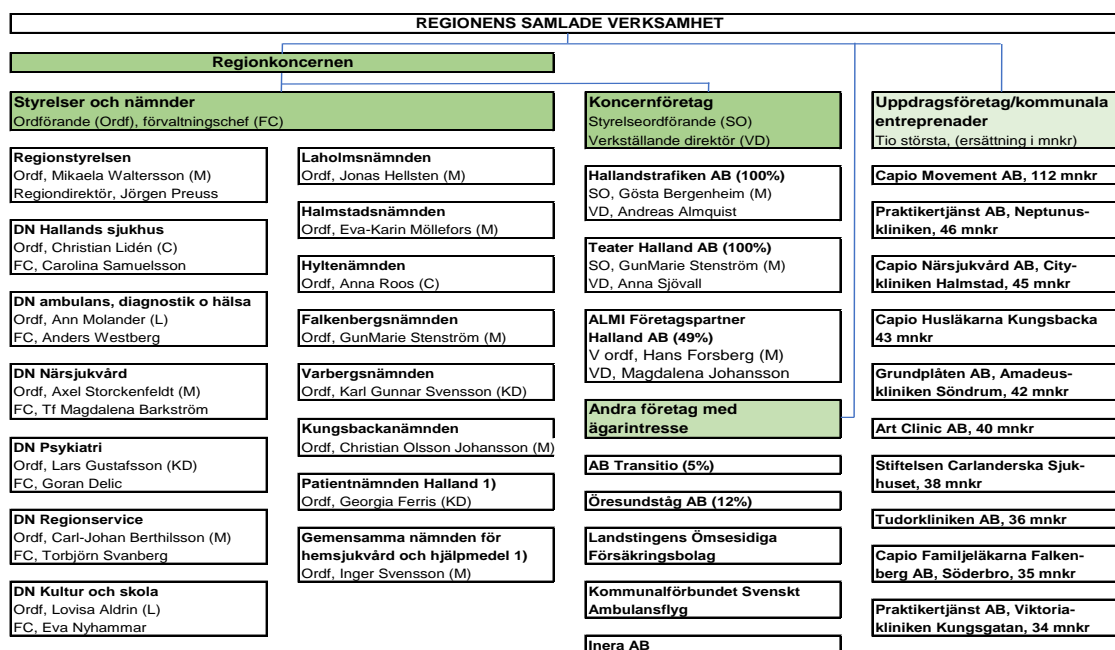 REGIONENS SAMLADE VERKSAMHET
Regionkoncernen
Styrelser och nämnder
Ordförande (Ordf), förvaltningschef (FC)
Regionstyrelsen
Ordf, Mikaela Waltersson (M)
Regiondirektör, Jörgen Preuss
DN Hallands sjukhus
Ordf, Christian Lidén (C)
FC, Carolina Samuelsson
DN ambulans, diagnostik o hälsa
Ordf, Ann Molander (L)
FC, Anders Westberg
DN Närsjukvård
Ordf, Axel Storckenfeldt (M)
FC, Tf Magdalena Barkström
DN Psykiatri
Ordf, Lars Gustafsson (KD)
FC, Goran Delic
DN Regionservice
Ordf, Carl-Johan Berthilsson (M)
FC, Torbjörn Svanberg
DN Kultur och skola
Ordf, Lovisa Aldrin (L)
FC, Eva Nyhammar
Laholmsnämnden
Ordf, Jonas Hellsten (M)
Halmstadsnämnden
Ordf, Eva-Karin Möllefors (M)
Hyltenämnden
Ordf, Anna Roos (C)
Falkenbergsnämnden
Ordf, GunMarie Stenström (M)
Varbergsnämnden
Ordf, Karl Gunnar Svensson (KD)
Kungsbackanämnden
Ordf, Christian Olsson Johansson (M)
Patientnämnden Halland 1)
Ordf, Georgia Ferris (KD)
Gemensamma nämnden för
hemsjukvård och hjälpmedel 1)
Ordf, Inger Svensson (M)
Koncernföretag
Styrelseordförande (SO)
Verkställande direktör (VD)
Hallandstrafiken AB (100%)
SO, Gösta Bergenheim (M)
VD, Andreas Almquist
Teater Halland AB (100%)
SO, GunMarie Stenström (M)
VD, Anna Sjövall
ALMI Företagspartner
Halland AB (49%)
V ordf, Hans Forsberg (M)
VD, Magdalena Johansson
Andra företag med
ägarintresse
AB Transitio (5%)
Öresundståg AB (12%)
Landstingens Ömsesidiga
Försäkringsbolag
Kommunalförbundet Svenskt
Ambulansflyg
Inera AB
Uppdragsföretag/kommunala
entreprenader
Tio största, (ersättning i mnkr)
Capio Movement AB, 112 mnkr
Praktikertjänst AB, Neptunus-
kliniken, 46 mnkr
Capio Närsjukvård AB, City-
kliniken Halmstad, 45 mnkr
Capio Husläkarna Kungsbacka
43 mnkr
Grundplåten AB, Amadeus-
kliniken Söndrum, 42 mnkr
Art Clinic AB, 40 mnkr
Stiftelsen Carlanderska Sjuk-
huset, 38 mnkr
Tudorkliniken AB, 36 mnkr
Capio Familjeläkarna Falken-
berg AB, Söderbro, 35 mnkr
Praktikertjänst AB, Viktoria-
kliniken Kungsgatan, 34 mnkr